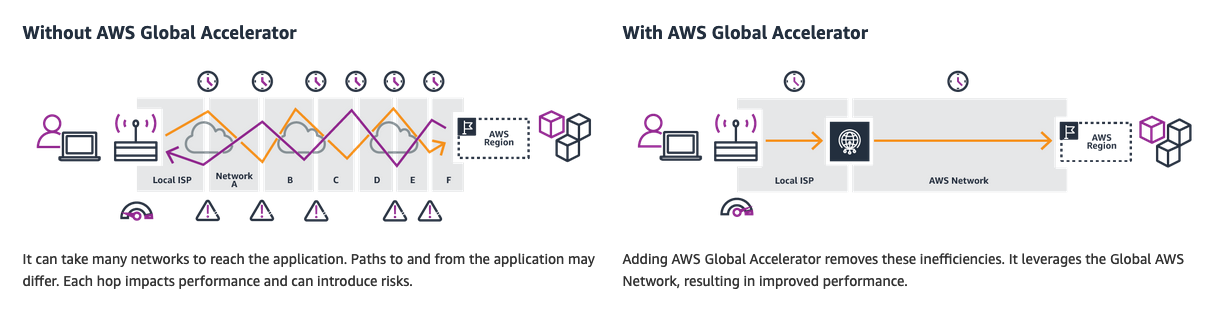 Without AWS Global Accelerator
AWS
Region
Local ISP
Network
A
B
C
D
E
F
It can take many networks to reach the application. Paths to and from the application may
differ. Each hop impacts performance and can introduce risks.
With AWS Global Accelerator
AWS
Region
Local ISP
AWS Network
Adding AWS Global Accelerator removes these inefficiencies. It leverages the Global AWS
Network, resulting in improved performance.